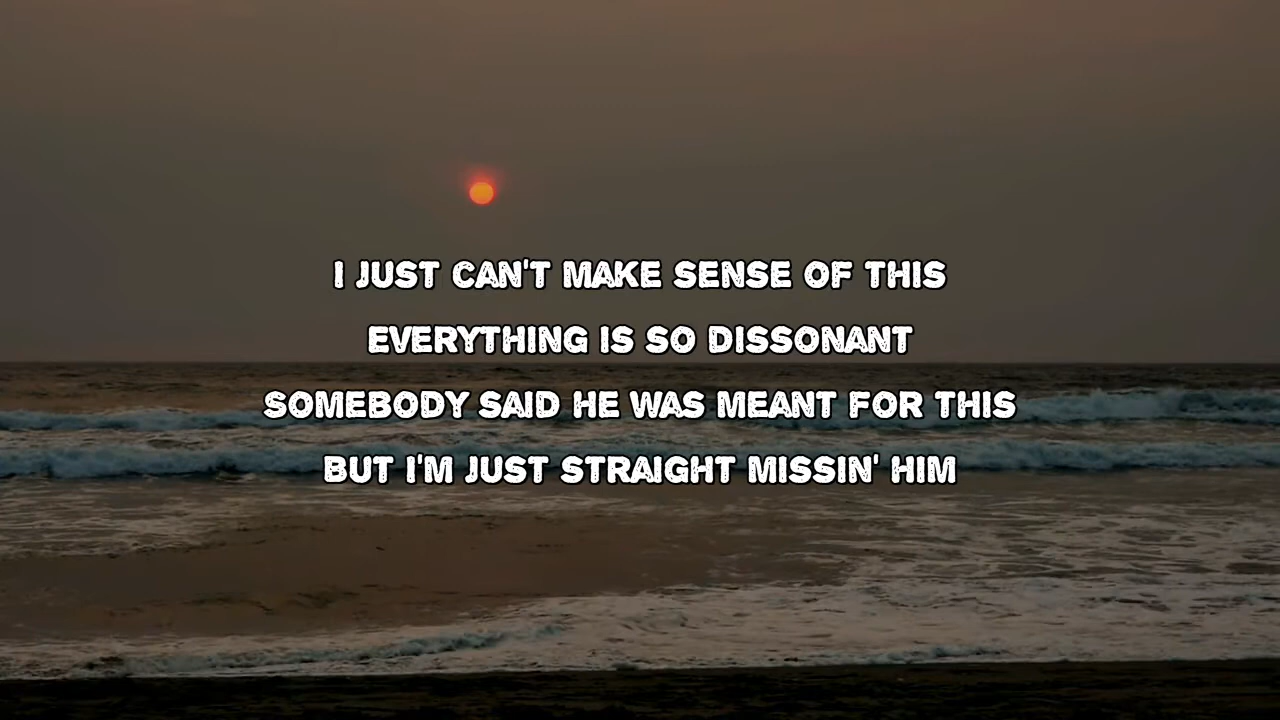 I JUST CAN'T MAKE SENSE OF THIS
EVERYTHING IS SO DISSONANT
SOMEBODY SAID HE WAS MEANT FOR THIS
BUT I'M JUST STRAIGHT MISSIN' HIM